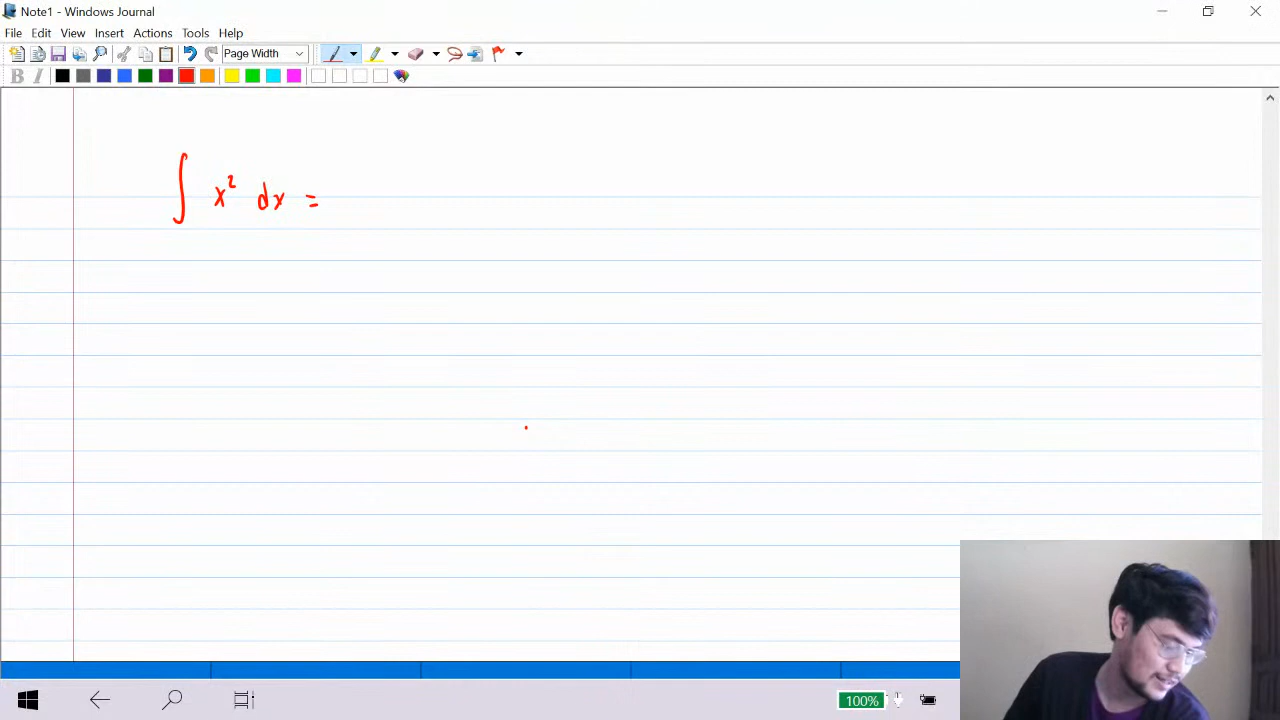 Note1 - Windows Journal
File Edit View Insert Actions Tools Help
Page Width
B I
∫ x² dx =
100%